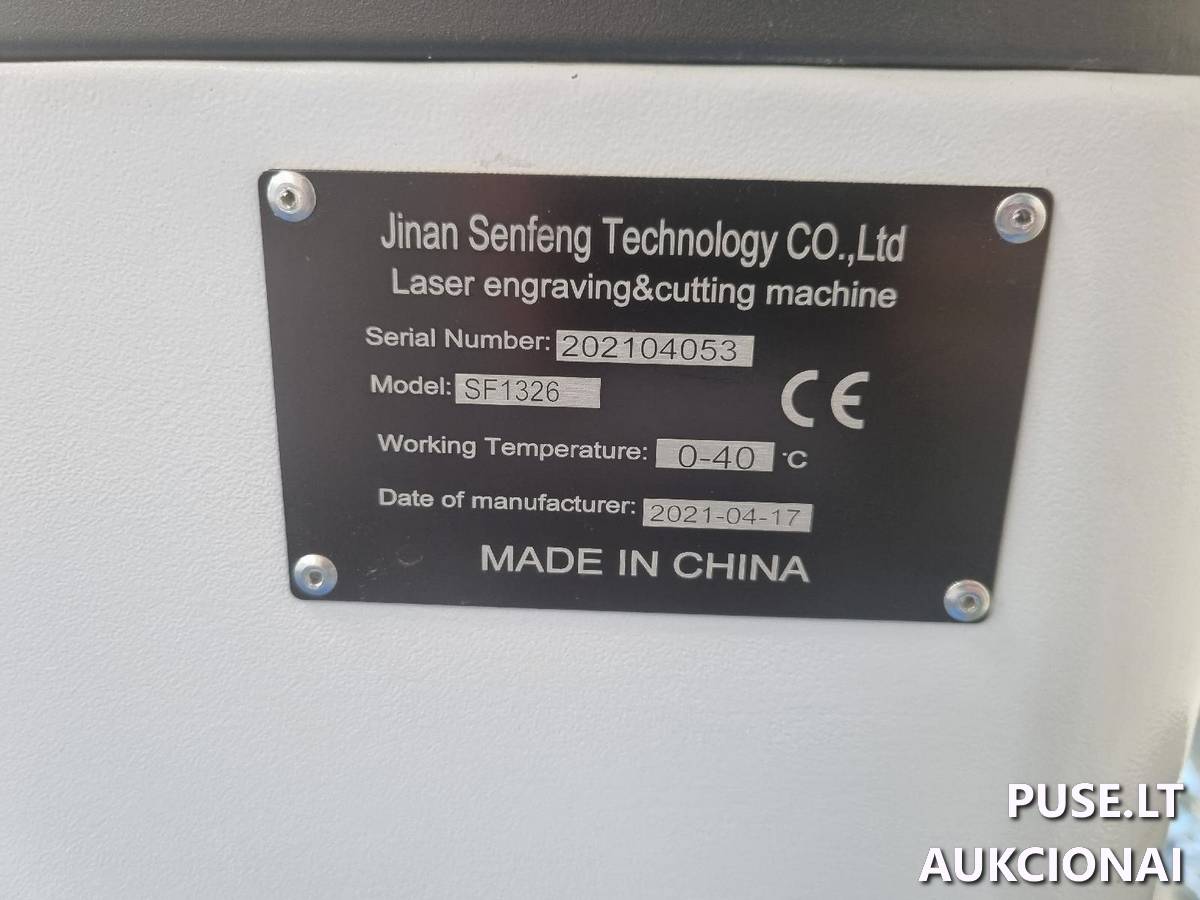 Jinan Senfeng Technology CO.,Ltd
Laser engraving&cutting machine
Serial Number: 202104053
Model: SF1326
CE
Working Temperature: 0-40 °C
Date of manufacturer: 2021-04-17
MADE IN CHINA
PUSE.LT
AUKCIONAI